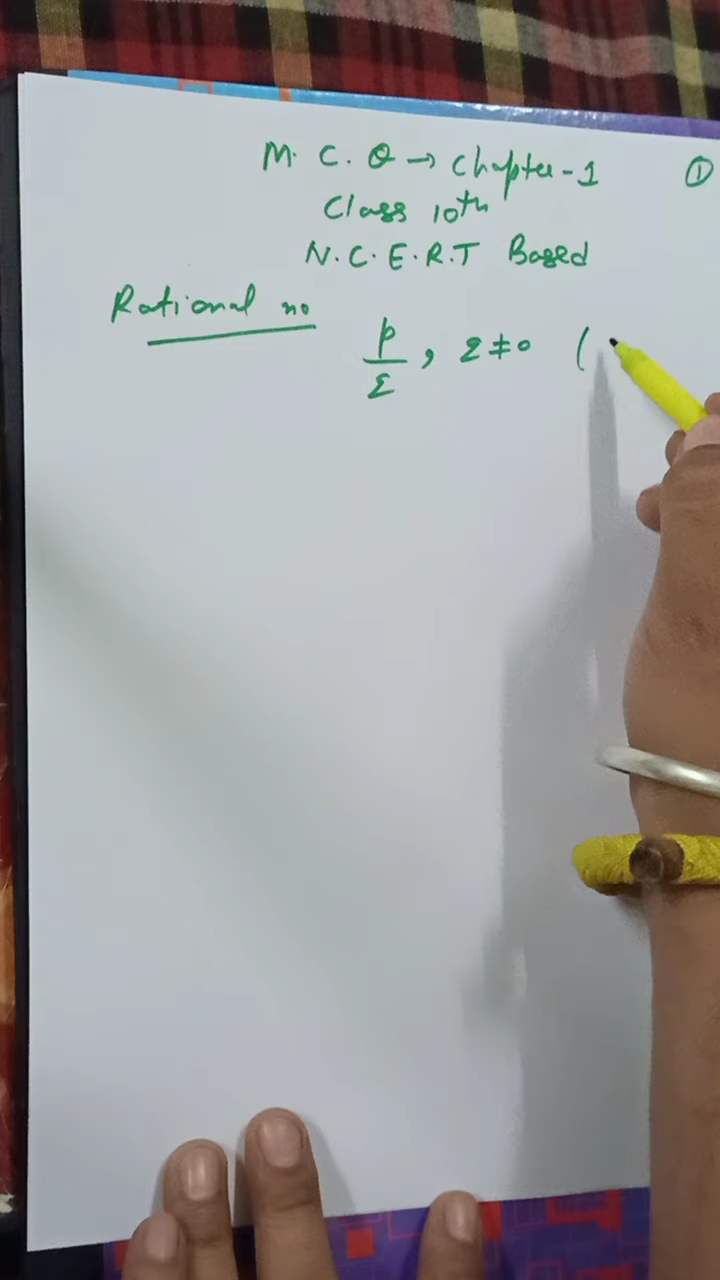 M. C. Q → Chapter-1 ①
Class 10th
N.C.E.R.T Based
Rational no
p/q, q ≠ 0 (